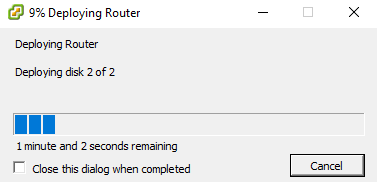 9% Deploying Router
Deploying Router
Deploying disk 2 of 2
1 minute and 2 seconds remaining
Close this dialog when completed
Cancel